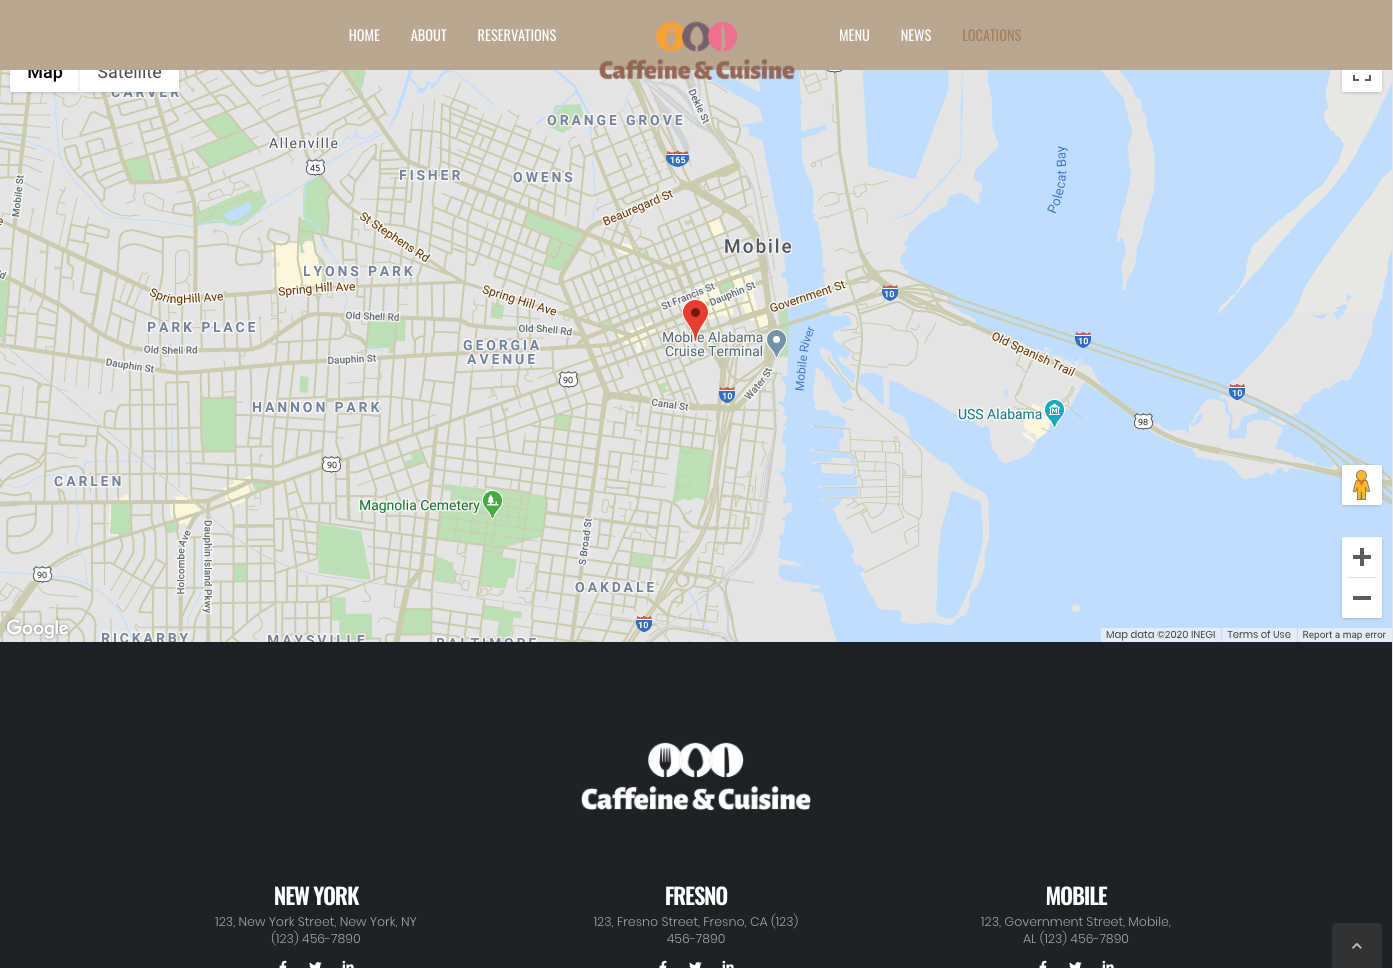 HOME ABOUT RESERVATIONS
Caffeine & Cuisine
MENU NEWS LOCATIONS
Map Satellite
CARVER
Dekle St
ORANGE GROVE
Allenville
165
45
Polecat Bay
FISHER
OWENS
Mobile St
Beauregard St
St Stephens Rd
Mobile
LYONS PARK
SpringHill Ave
Spring Hill Ave
Spring Hill Ave
St Francis St
Dauphin St
Government St
10
Old Shell Rd
Old Shell Rd
PARK PLACE
Mobile Alabama
Cruise Terminal
Mobile River
Old Spanish Trail
10
GEORGIA
AVENUE
Old Shell Rd
Dauphin St
Dauphin St
90
Water St
10
10
HANNON PARK
Canal St
USS Alabama
98
90
CARLEN
Magnolia Cemetery
Holcombe Ave
Dauphin Island Pkwy
S Broad St
90
OAKDALE
10
Google
RICKARBY
MAYSVILLE
BALTIMORE
Map data ©2020 INEGI Terms of Use Report a map error
Caffeine & Cuisine
NEW YORK
123, New York Street, New York, NY
(123) 456-7890
FRESNO
123, Fresno Street, Fresno, CA (123)
456-7890
MOBILE
123, Government Street, Mobile,
AL (123) 456-7890